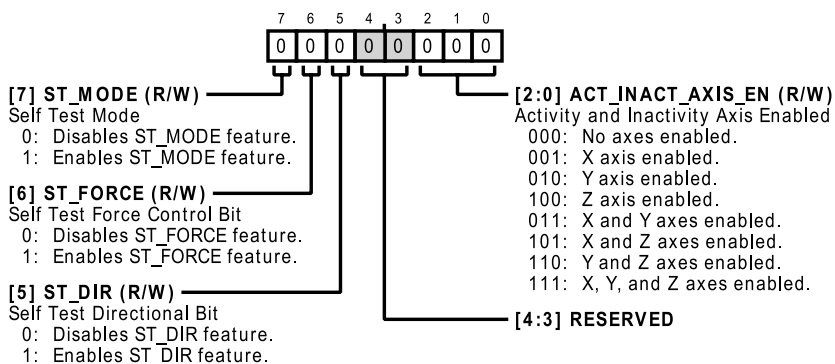 7 6 5 4 3 2 1 0
0 0 0 0 0 0 0 0
[7] ST_MODE (R/W)
Self Test Mode
0: Disables ST_MODE feature.
1: Enables ST_MODE feature.
[6] ST_FORCE (R/W)
Self Test Force Control Bit
0: Disables ST_FORCE feature.
1: Enables ST_FORCE feature.
[5] ST_DIR (R/W)
Self Test Directional Bit
0: Disables ST_DIR feature.
1: Enables ST_DIR feature.
[2:0] ACT_INACT_AXIS_EN (R/W)
Activity and Inactivity Axis Enabled
000: No axes enabled.
001: X axis enabled.
010: Y axis enabled.
100: Z axis enabled.
011: X and Y axes enabled.
101: X and Z axes enabled.
110: Y and Z axes enabled.
111: X, Y, and Z axes enabled.
[4:3] RESERVED